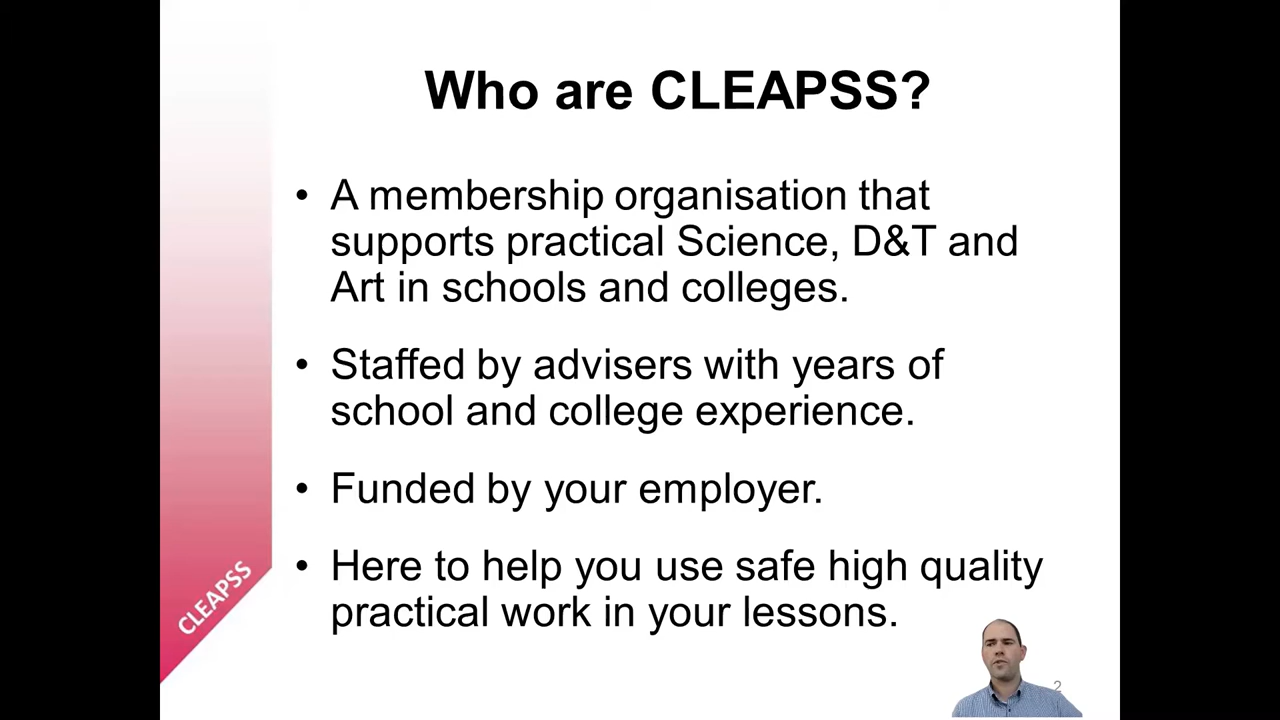 Who are CLEAPSS?
• A membership organisation that
supports practical Science, D&T and
Art in schools and colleges.
• Staffed by advisers with years of
school and college experience.
• Funded by your employer.
• Here to help you use safe high quality
practical work in your lessons.
CLEAPSS
2